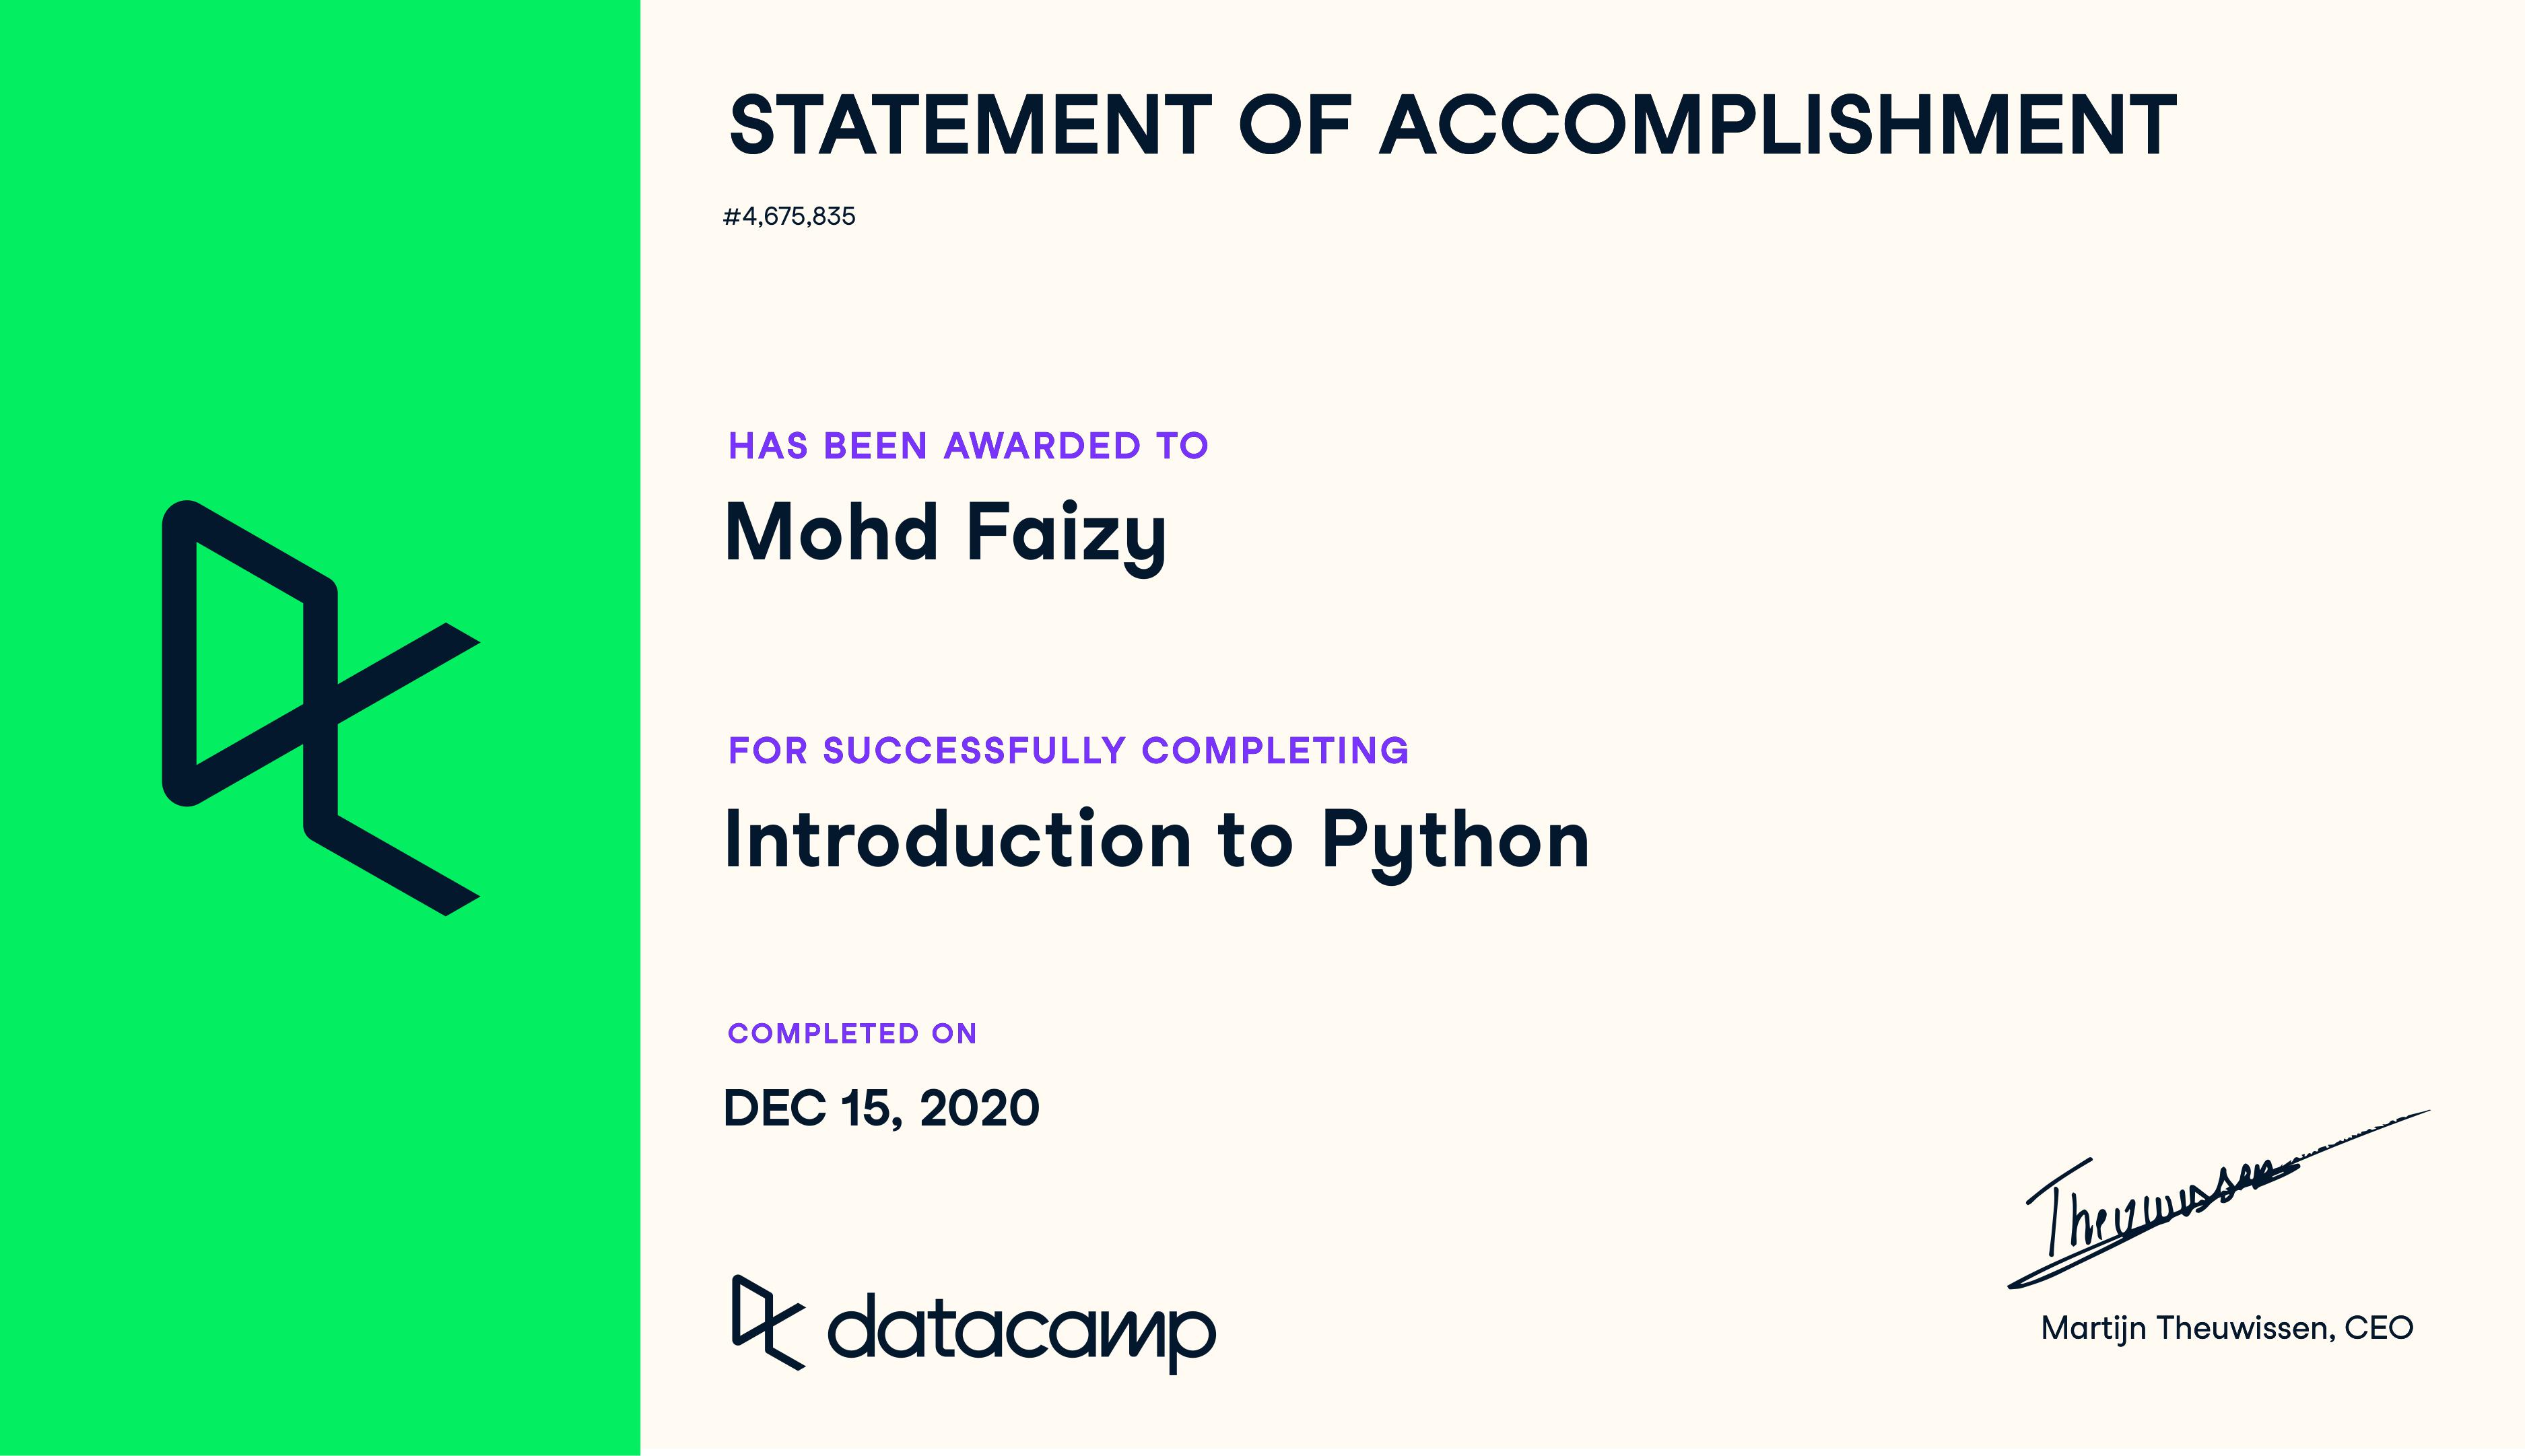 STATEMENT OF ACCOMPLISHMENT
#4,675,835
HAS BEEN AWARDED TO
Mohd Faizy
FOR SUCCESSFULLY COMPLETING
Introduction to Python
COMPLETED ON
DEC 15, 2020
Theuwissen
datacamp
Martijn Theuwissen, CEO